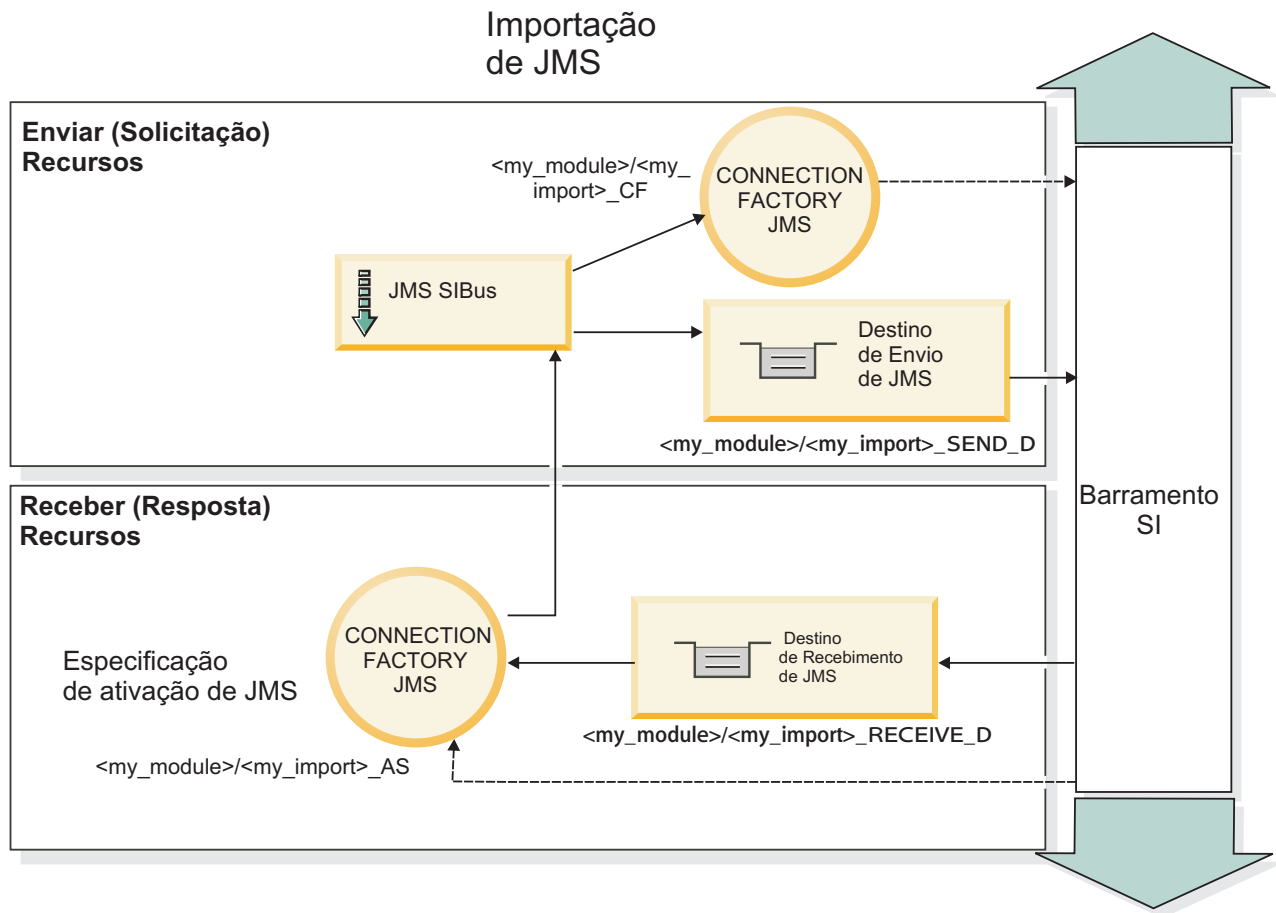 Importação
de JMS
Enviar (Solicitação)
Recursos
<my_module>/<my_
import>_CF
CONNECTION
FACTORY
JMS
JMS SIBus
Destino
de Envio
de JMS
<my_module>/<my_import>_SEND_D
Barramento
SI
Receber (Resposta)
Recursos
CONNECTION
FACTORY
JMS
Especificação
de ativação de JMS
<my_module>/<my_import>_AS
Destino
de Recebimento
de JMS
<my_module>/<my_import>_RECEIVE_D